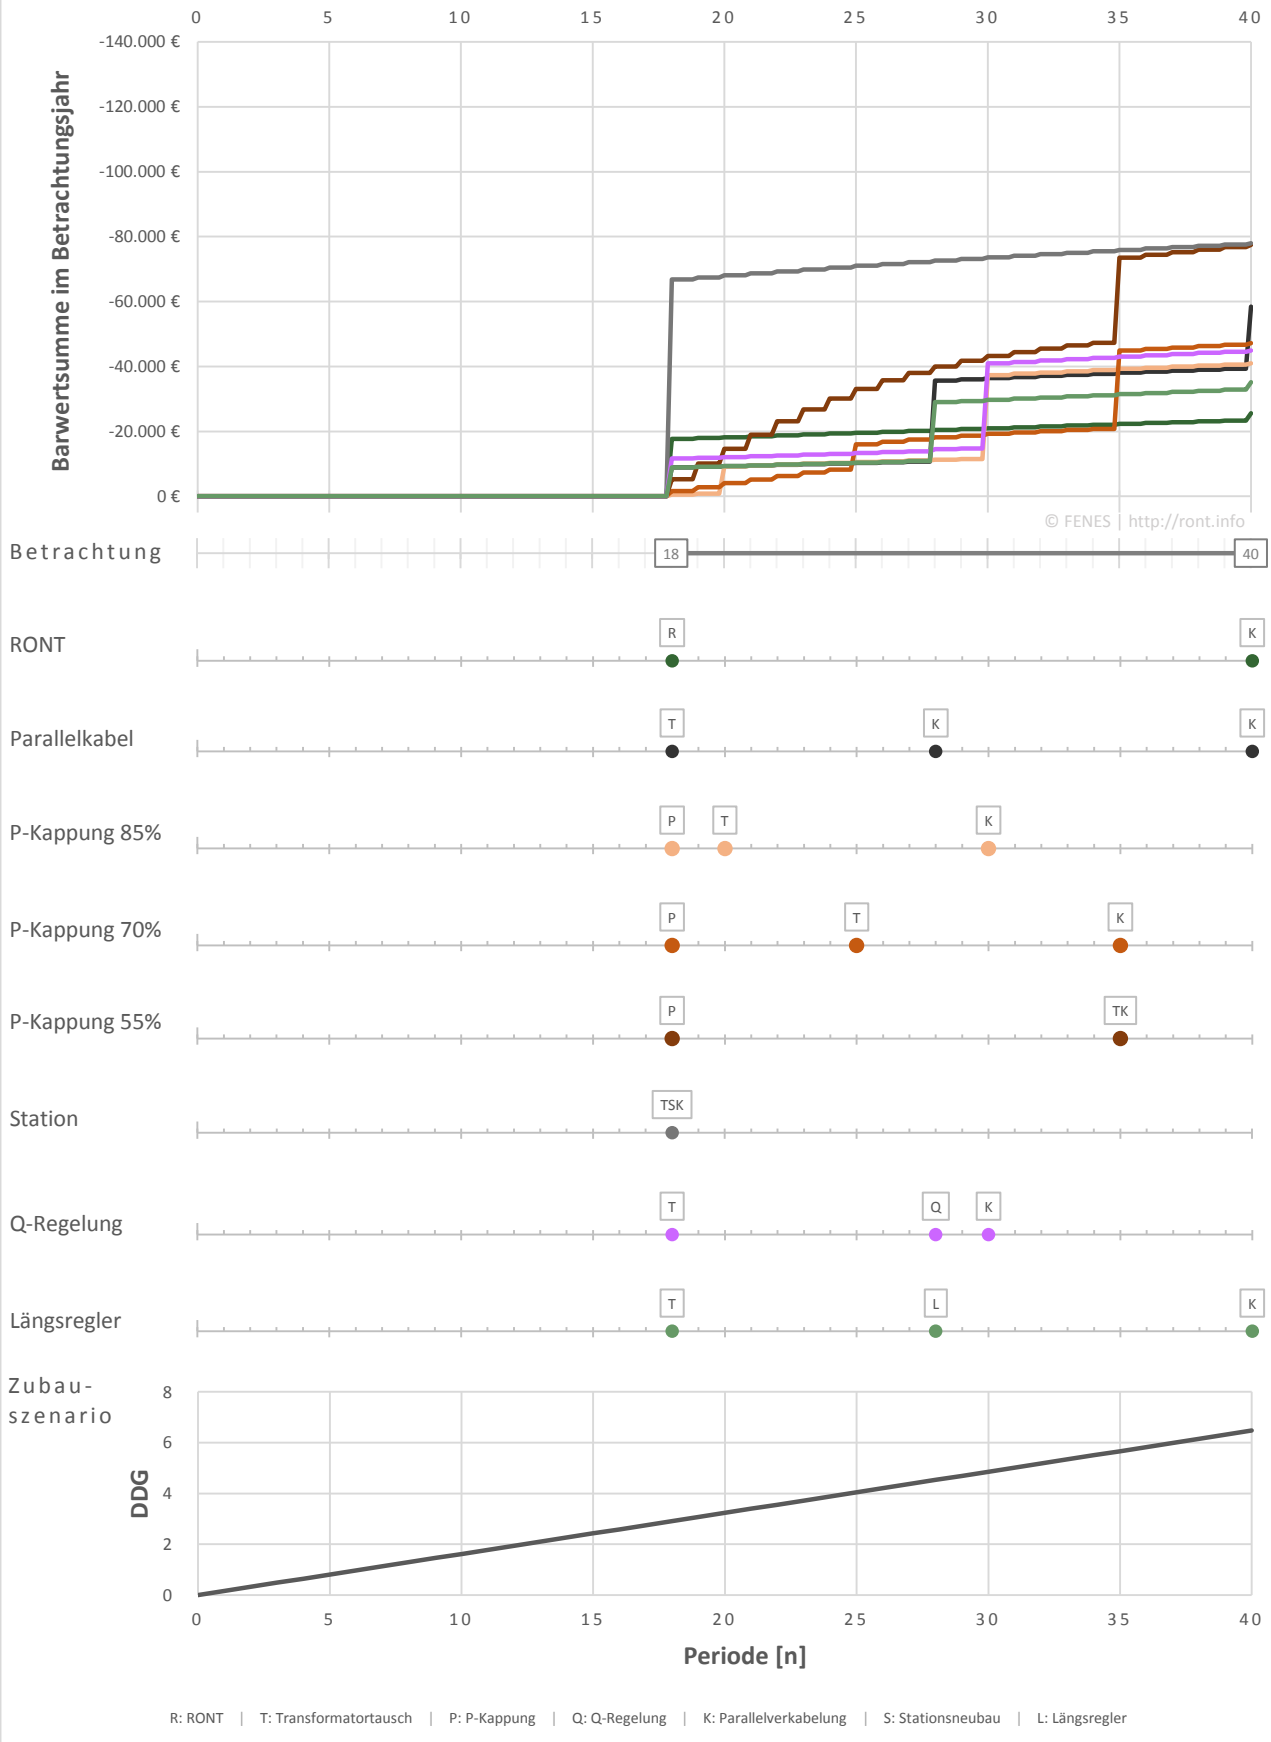 0 5 10 15 20 25 30 35 40
Barwertsumme im Betrachtungsjahr
-140.000 €
-120.000 €
-100.000 €
-80.000 €
-60.000 €
-40.000 €
-20.000 €
0 €
© FENES | http://ront.info
Betrachtung 18 40
RONT R K
Parallelkabel T K K
P-Kappung 85% P T K
P-Kappung 70% P T K
P-Kappung 55% P TK
Station TSK
Q-Regelung T Q K
Längsregler T L K
Zubau-
szenario
DDG
8
6
4
2
0
0 5 10 15 20 25 30 35 40
Periode [n]
R: RONT | T: Transformatortausch | P: P-Kappung | Q: Q-Regelung | K: Parallelverkabelung | S: Stationsneubau | L: Längsregler